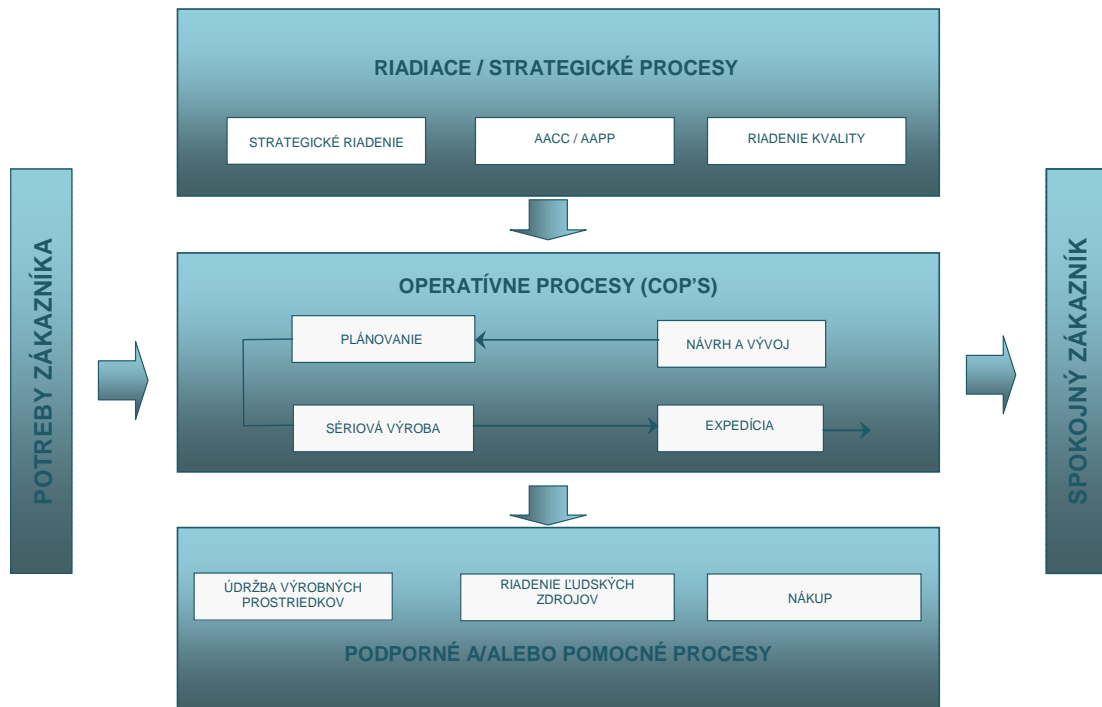 RIADIACE / STRATEGICKÉ PROCESY
STRATEGICKÉ RIADENIE
AACC / AAPP
RIADENIE KVALITY
POTREBY ZÁKAZNÍKA
OPERATÍVNE PROCESY (COP'S)
PLÁNOVANIE
NÁVRH A VÝVOJ
SÉRIOVÁ VÝROBA
EXPEDÍCIA
SPOKOJNÝ ZÁKAZNÍK
ÚDRŽBA VÝROBNÝCH
PROSTRIEDKOV
RIADENIE ĽUDSKÝCH
ZDROJOV
NÁKUP
PODPORNÉ A/ALEBO POMOCNÉ PROCESY